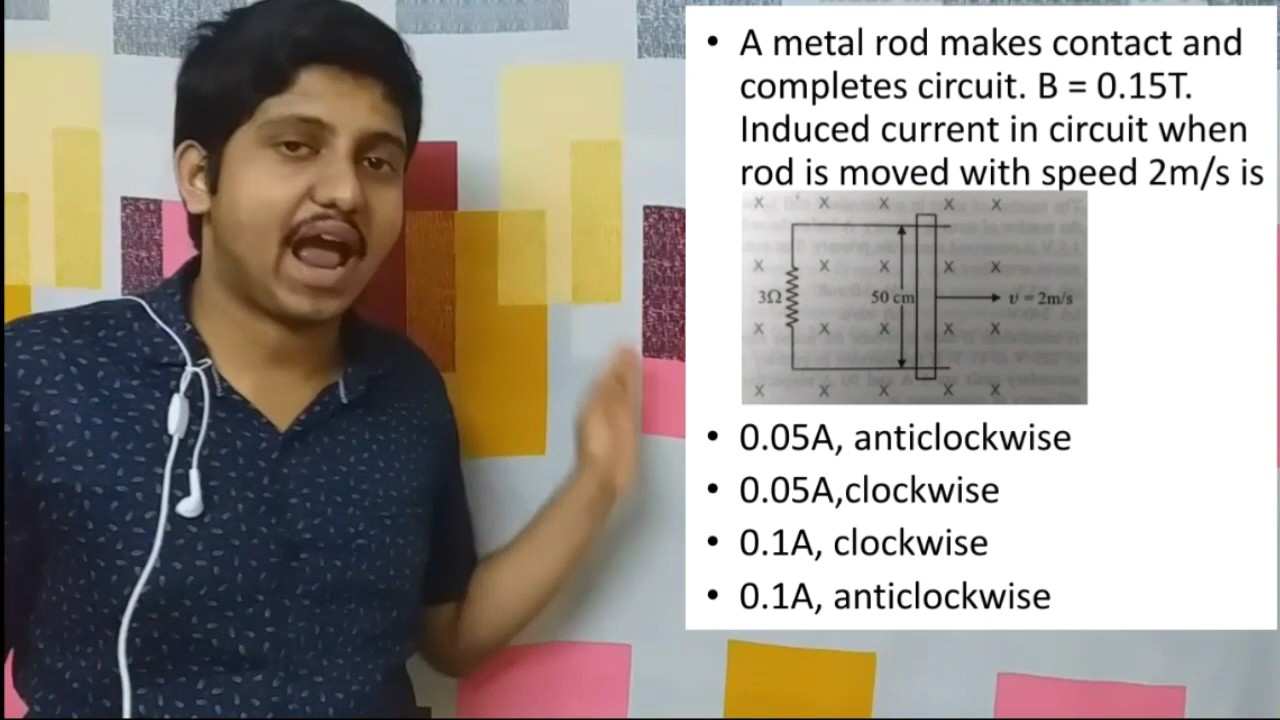 • A metal rod makes contact and
completes circuit. B = 0.15T.
Induced current in circuit when
rod is moved with speed 2m/s is
X X X X X
X X X X X
3Ω 50 cm υ = 2m/s
X X X X X
X X X X X
• 0.05A, anticlockwise
• 0.05A,clockwise
• 0.1A, clockwise
• 0.1A, anticlockwise